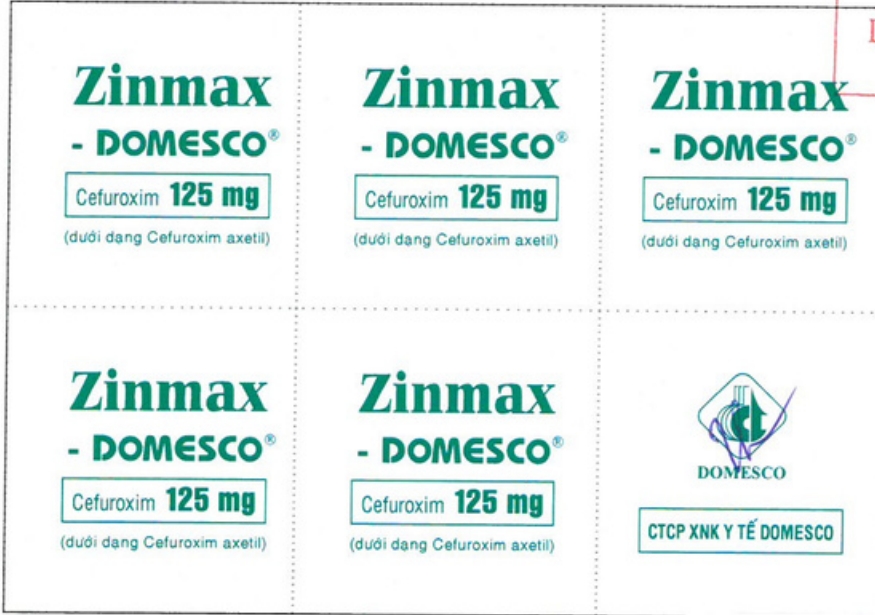 Zinmax
- DOMESCO®
Cefuroxim 125 mg
(dưới dạng Cefuroxim axetil)
Zinmax
- DOMESCO®
Cefuroxim 125 mg
(dưới dạng Cefuroxim axetil)
Zinmax
- DOMESCO®
Cefuroxim 125 mg
(dưới dạng Cefuroxim axetil)
Zinmax
- DOMESCO®
Cefuroxim 125 mg
(dưới dạng Cefuroxim axetil)
Zinmax
- DOMESCO®
Cefuroxim 125 mg
(dưới dạng Cefuroxim axetil)
DOMESCO
CTCP XNK Y TẾ DOMESCO